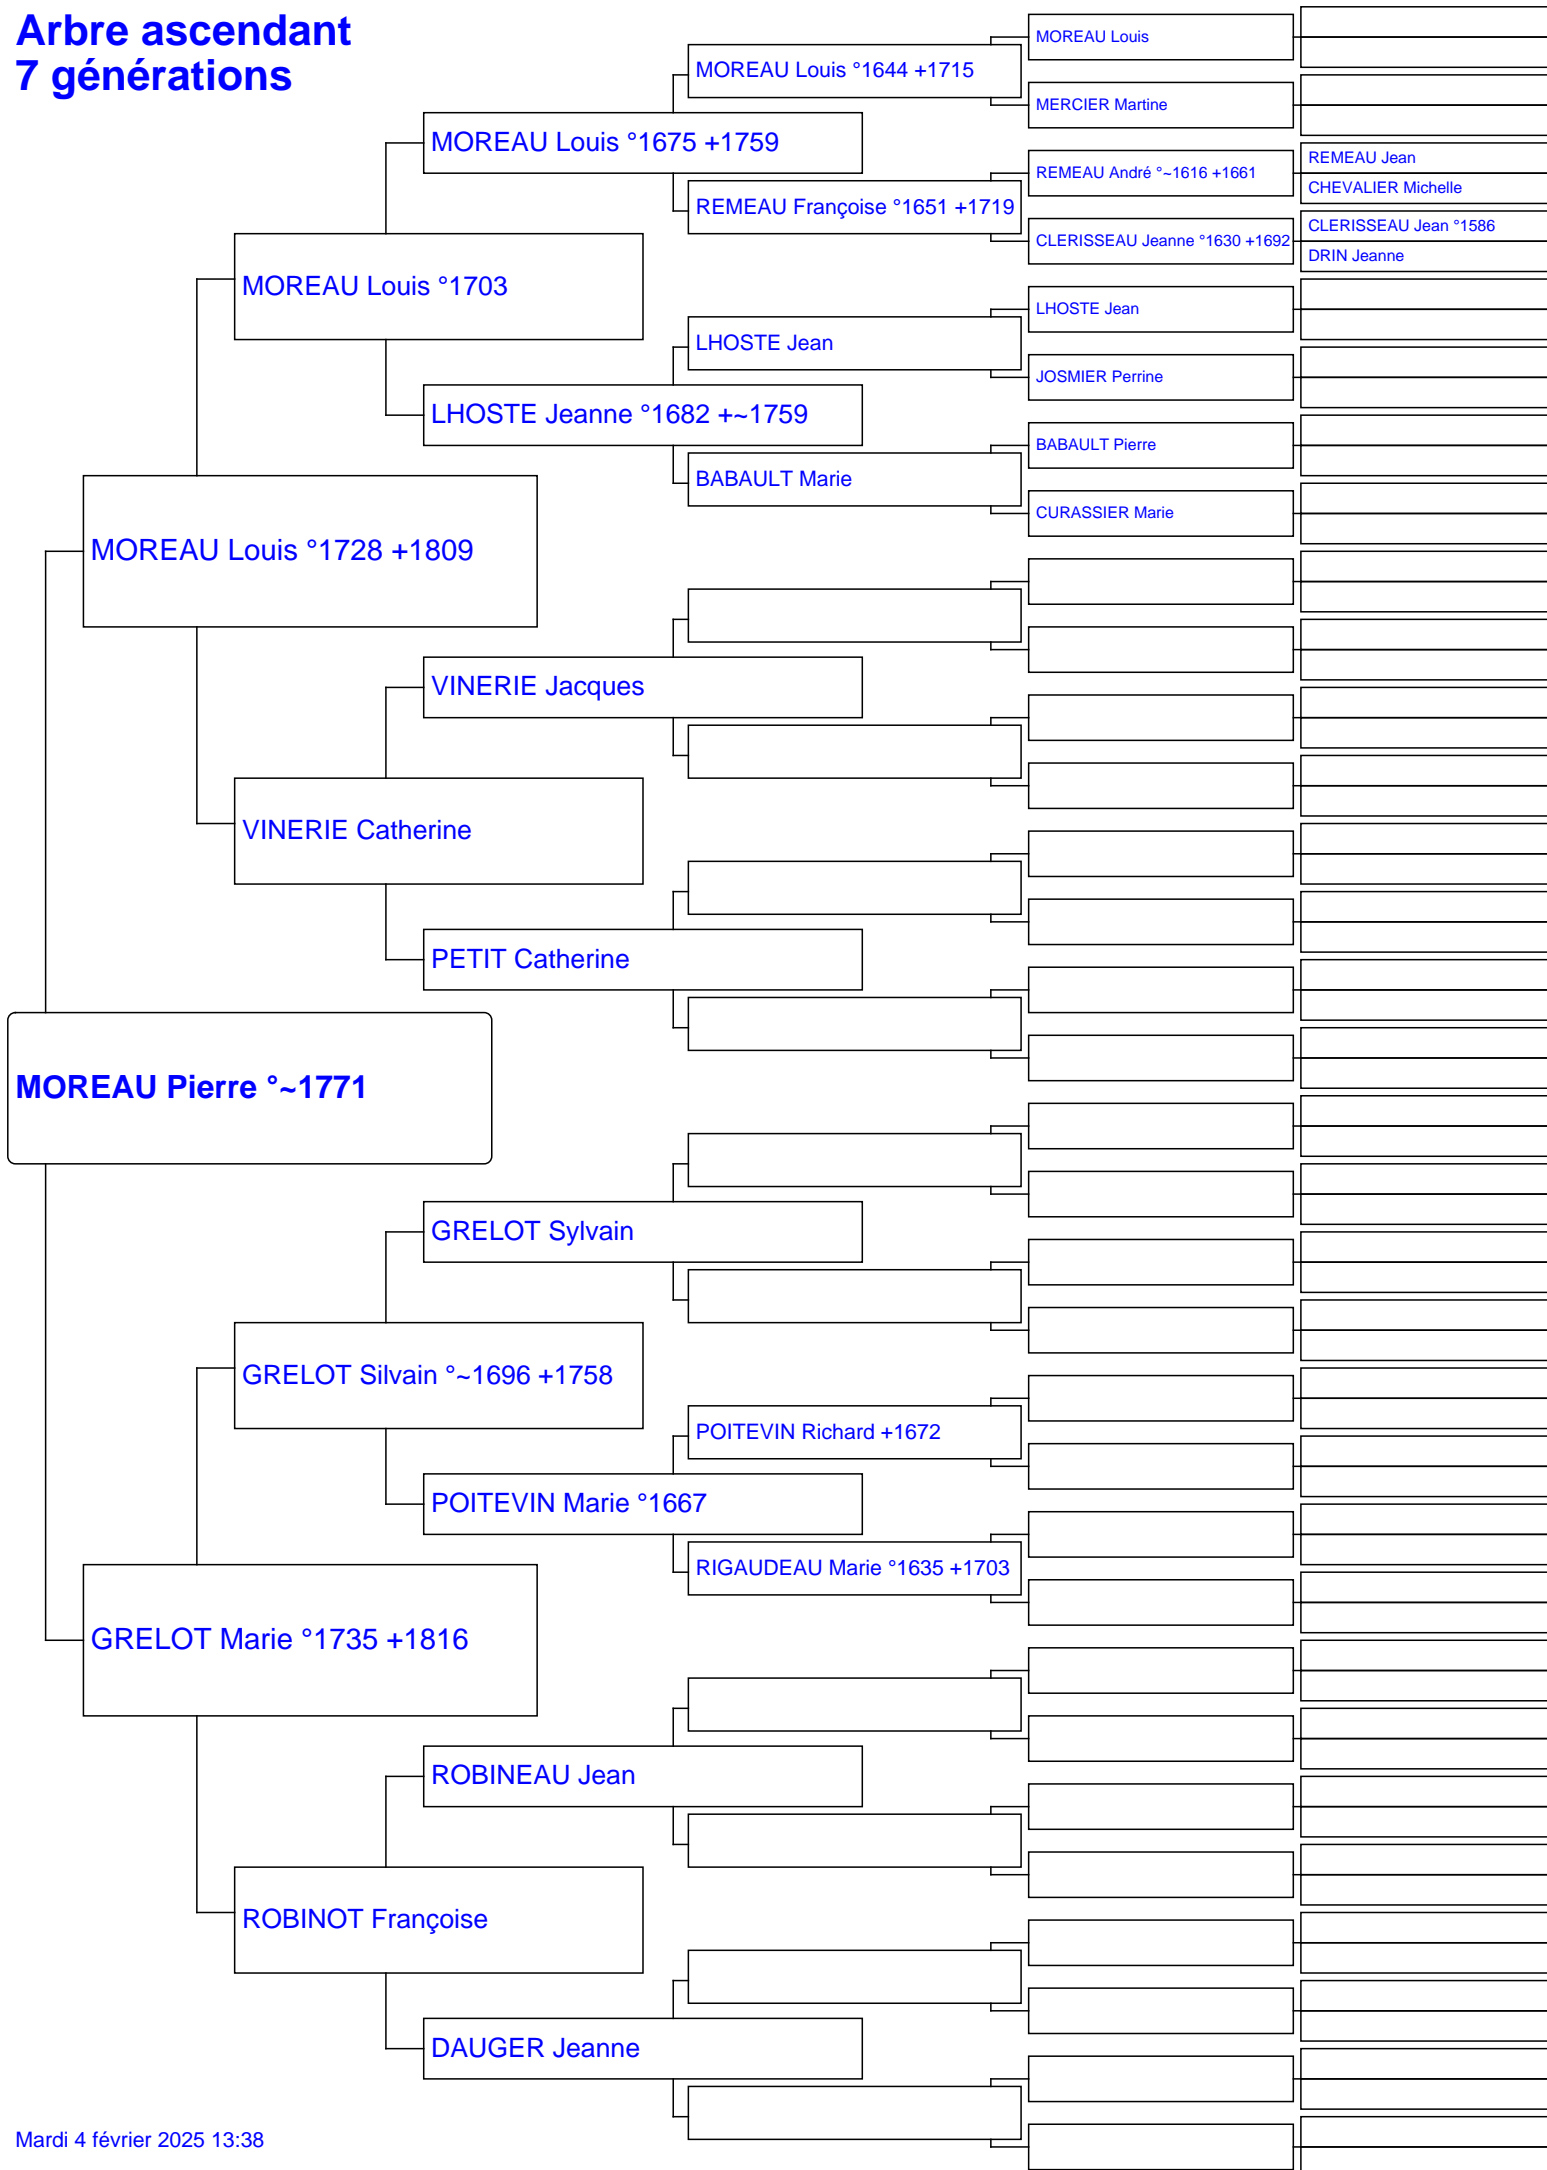 Arbre ascendant
7 générations
MOREAU Louis
MOREAU Louis °1644 +1715
MERCIER Martine
MOREAU Louis °1675 +1759
REMEAU Jean
REMEAU André °~1616 +1661
CHEVALIER Michelle
REMEAU Françoise °1651 +1719
CLERISSEAU Jean °1586
CLERISSEAU Jeanne °1630 +1692
DRIN Jeanne
MOREAU Louis °1703
LHOSTE Jean
LHOSTE Jean
JOSMIER Perrine
LHOSTE Jeanne °1682 +~1759
BABAULT Pierre
BABAULT Marie
CURASSIER Marie
MOREAU Louis °1728 +1809
VINERIE Jacques
VINERIE Catherine
PETIT Catherine
MOREAU Pierre °~1771
GRELOT Sylvain
GRELOT Silvain °~1696 +1758
POITEVIN Richard +1672
POITEVIN Marie °1667
RIGAUDEAU Marie °1635 +1703
GRELOT Marie °1735 +1816
ROBINEAU Jean
ROBINOT Françoise
DAUGER Jeanne
Mardi 4 février 2025 13:38